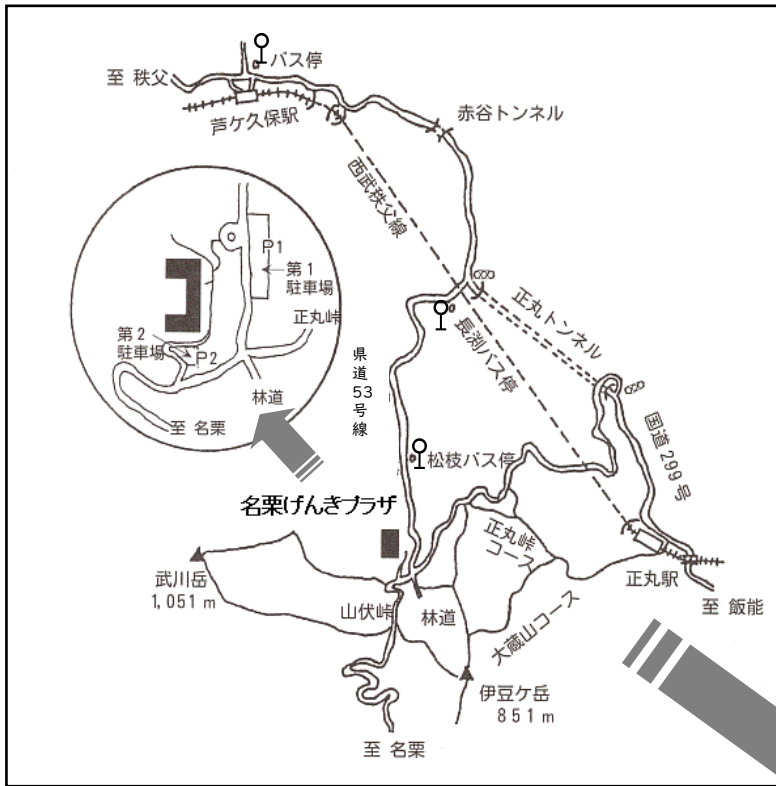 バス停
至 秩父
芦ケ久保駅
赤谷トンネル
西武秩父線
P1
第1
駐車場
正丸峠
第2
駐車場
P2
林道
至 名栗
正丸トンネル
長渕バス停
県道53号線
国道299号
松枝バス停
名栗げんきプラザ
正丸峠
コース
正丸駅
至 飯能
武川岳
1,051m
山伏峠
林道
大蔵山コース
伊豆ケ岳
851m
至 名栗